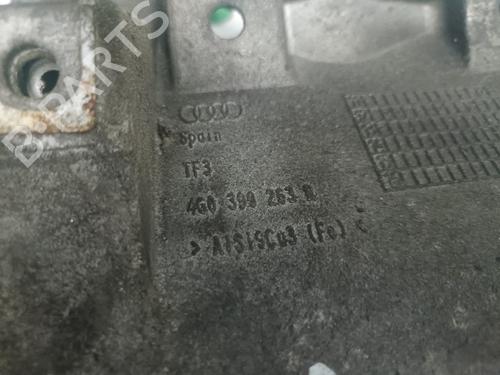 B-PARTS
Spain
TF3
4G0 399 263
> AlSi9Cu3 (Fe) <